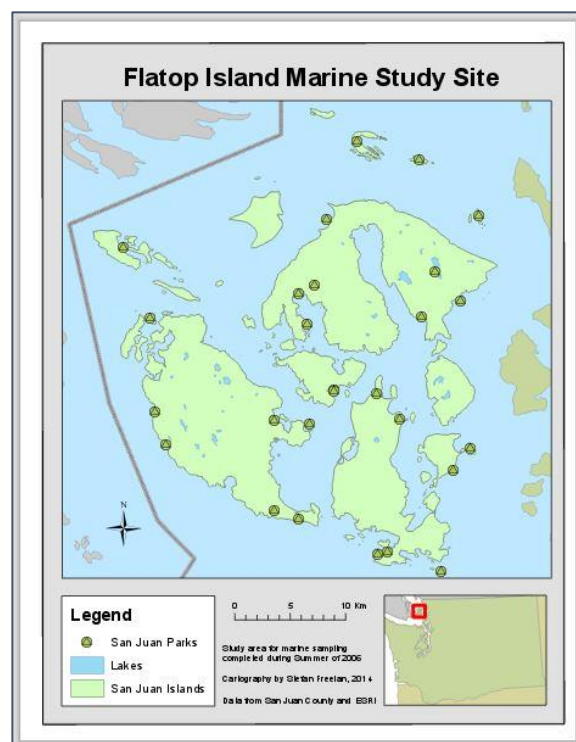 Flatop Island Marine Study Site
N
Legend
San Juan Parks
Lakes
San Juan Islands
0 5 10 Km
Study area for marine sampling
completed during Summer of 2006
Cartography by Stefan Freelan, 2014
Data from San Juan County and ESRI